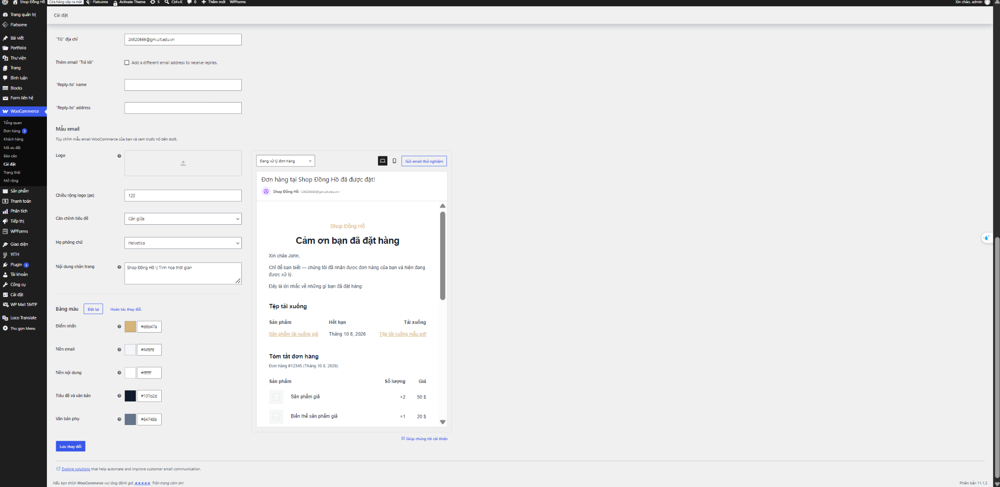 Shop Đồng Hồ Cửa hàng sắp ra mắt Flatsome Activate Theme 5 Ctrl+K 0 Thêm mới WPForms Xin chào, admin
Trang quản trị
Flatsome
Bài viết
Portfolio
Thư viện
Trang
Bình luận
Blocks
Form liên hệ
WooCommerce
Tổng quan
Đơn hàng 1
Khách hàng
Mã ưu đãi
Báo cáo
Cài đặt
Trạng thái
Mở rộng
Sản phẩm
Thanh toán
Phân tích
Tiếp thị
WPForms
Giao diện
YITH
Plugin 3
Tài khoản
Công cụ
Cài đặt
WP Mail SMTP
Loco Translate
Thu gọn Menu
Cài đặt
"Từ" địa chỉ
24520666@gm.uit.edu.vn
Thêm email "Trả lời"
Add a different email address to receive replies.
"Reply-to" name
"Reply-to" address
Mẫu email
Tùy chỉnh mẫu email WooCommerce của bạn và xem trước nó bên dưới.
Logo
Chiều rộng logo (px)
120
Căn chỉnh tiêu đề
Căn giữa
Họ phông chữ
Helvetica
Nội dung chân trang
Shop Đồng Hồ \| Tinh hoa thời gian
Bảng màu Đặt lại Hoàn tác thay đổi
Điểm nhấn #d6b47a
Nền email #f4f6f9
Nền nội dung #ffffff
Tiêu đề và văn bản #101b2d
Văn bản phụ #64748b
Lưu thay đổi
Đang xử lý đơn hàng
Gửi email thử nghiệm
Đơn hàng tại Shop Đồng Hồ đã được đặt!
Shop Đồng Hồ <24520666@gm.uit.edu.vn>
Shop Đồng Hồ
Cảm ơn bạn đã đặt hàng
Xin chào John,
Chỉ để bạn biết — chúng tôi đã nhận được đơn hàng của bạn và hiện đang
được xử lý.
Đây là lời nhắc về những gì bạn đã đặt hàng:
Tệp tải xuống
Sản phẩm Hết hạn Tải xuống
Sản phẩm tải xuống giả Tháng 10 8, 2026 Tệp tải xuống mẫu.pdf
Tóm tắt đơn hàng
Đơn hàng #12345 (Tháng 10 8, 2026)
Sản phẩm Số lượng Giá
Sản phẩm giả ×2 50 $
Biến thể sản phẩm giả ×1 20 $
Giúp chúng tôi cải thiện
Explore solutions that help automate and improve customer email communication.
Nếu bạn thích WooCommerce vui lòng đánh giá ★★★★★. Trân trọng cảm ơn!
Phiên bản 11.1.2